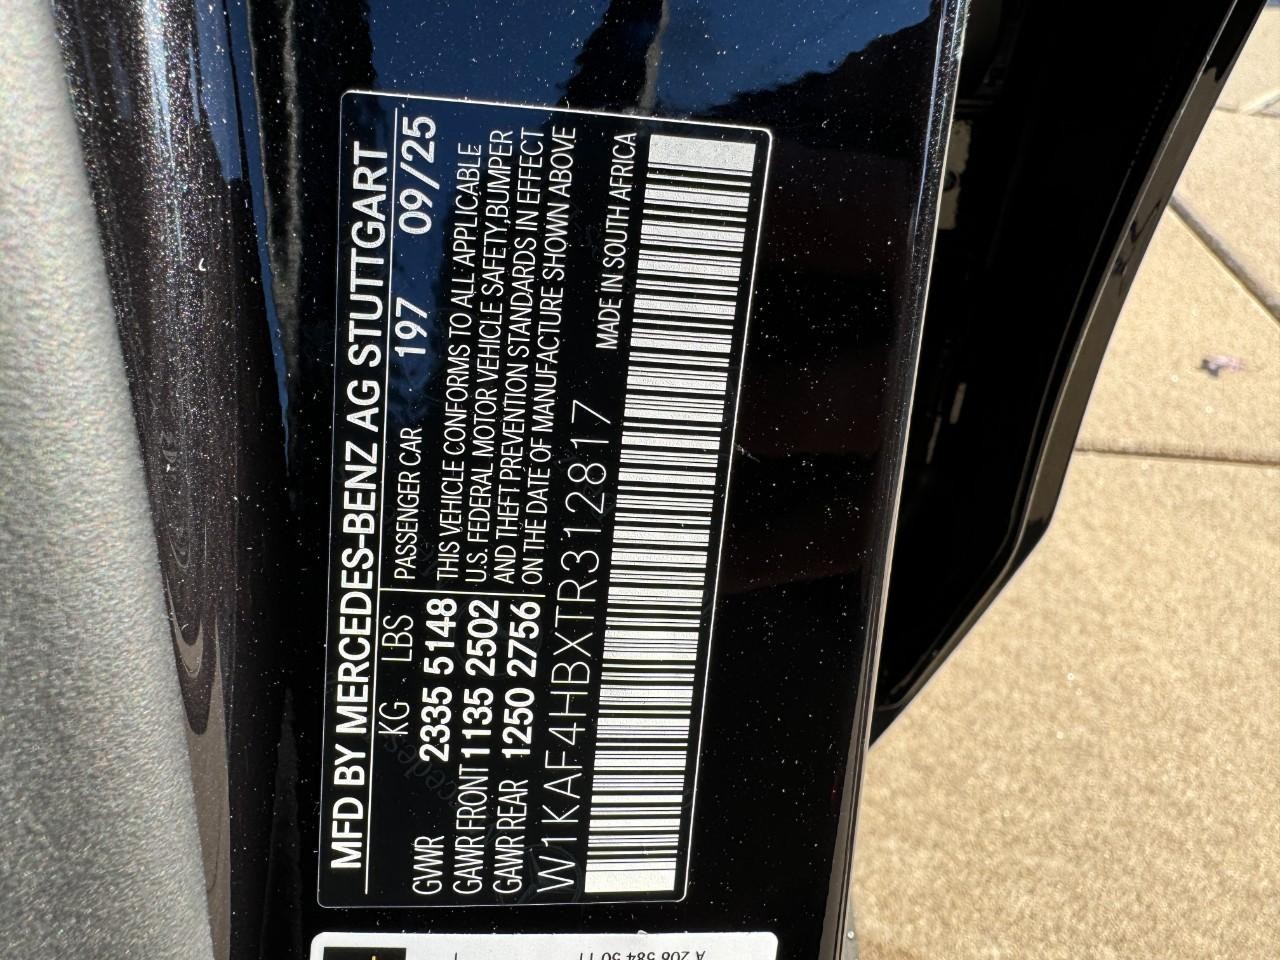 MFD BY MERCEDES-BENZ AG STUTTGART
KG LBS PASSENGER CAR 197 09/25
GVWR 2335 5148
GAWR FRONT 1135 2502
GAWR REAR 1250 2756
THIS VEHICLE CONFORMS TO ALL APPLICABLE
U.S. FEDERAL MOTOR VEHICLE SAFETY,BUMPER
AND THEFT PREVENTION STANDARDS IN EFFECT
ON THE DATE OF MANUFACTURE SHOWN ABOVE
W1KAF4HBXTR312817
MADE IN SOUTH AFRICA
A 206 584 50 11